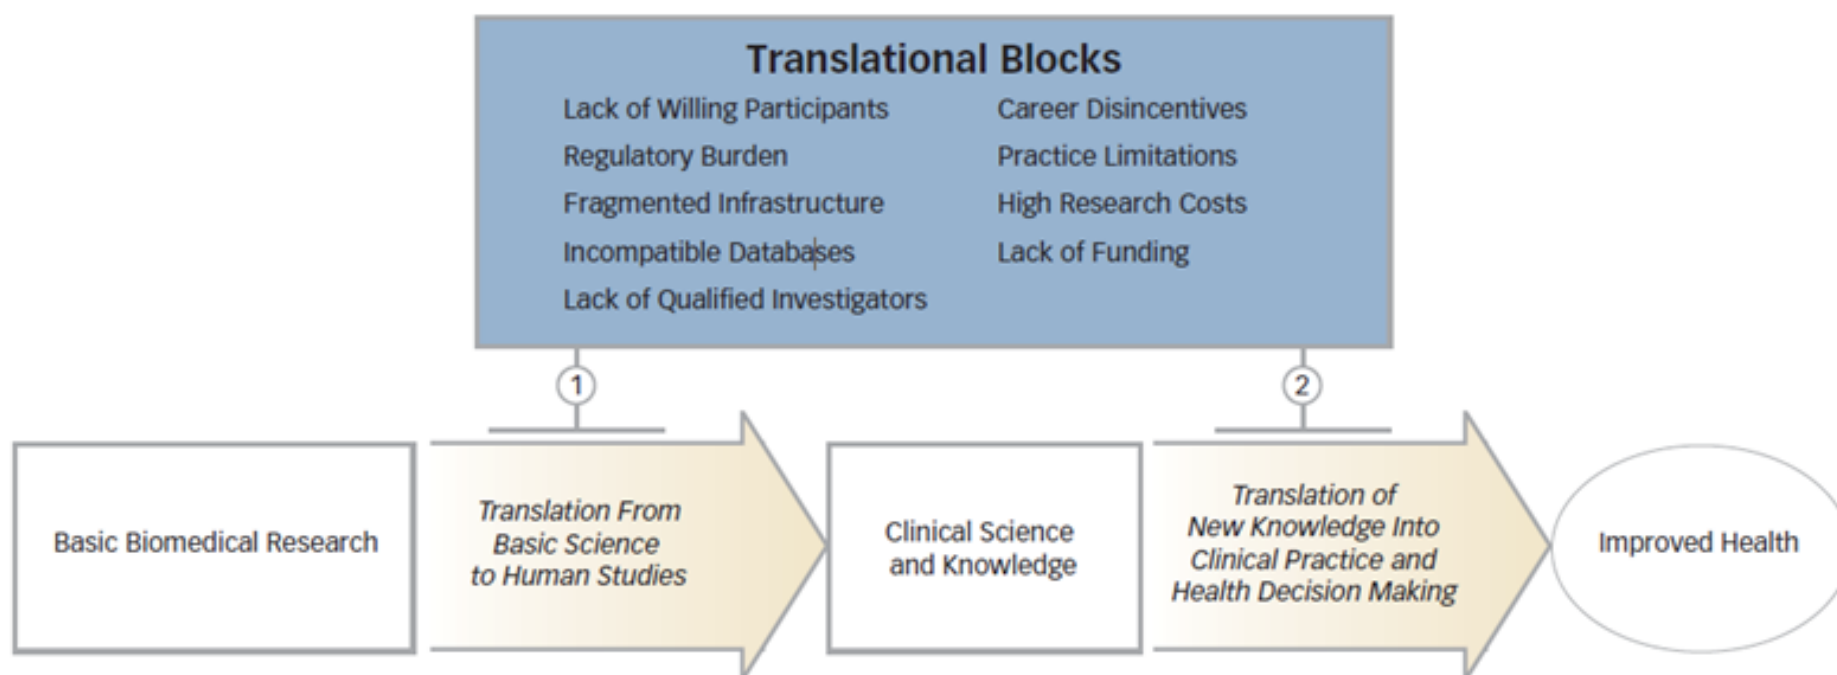 Translational Blocks
Lack of Willing Participants
Regulatory Burden
Fragmented Infrastructure
Incompatible Databases
Lack of Qualified Investigators
Career Disincentives
Practice Limitations
High Research Costs
Lack of Funding
1
2
Basic Biomedical Research
Translation From
Basic Science
to Human Studies
Clinical Science
and Knowledge
Translation of
New Knowledge Into
Clinical Practice and
Health Decision Making
Improved Health